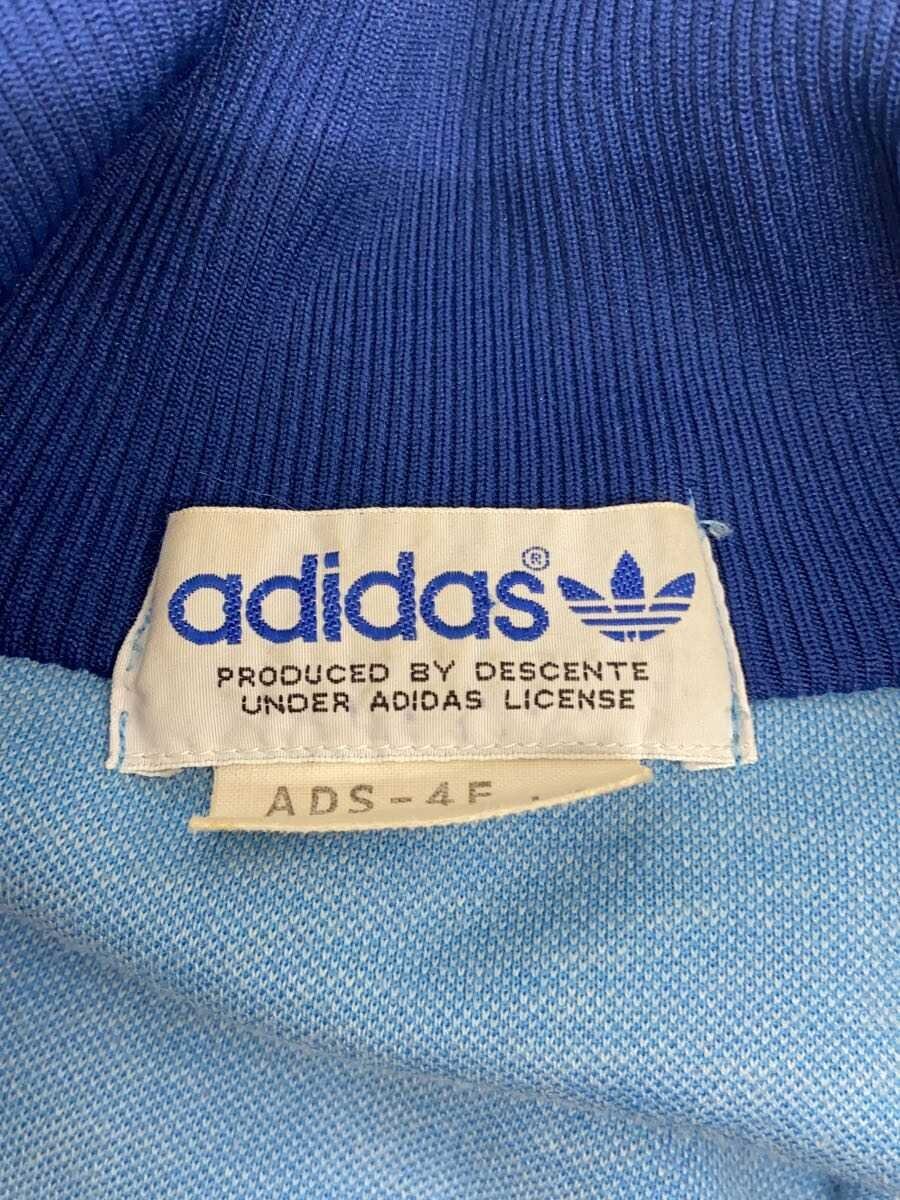 adidas®
PRODUCED BY DESCENTE
UNDER ADIDAS LICENSE
ADS-4F